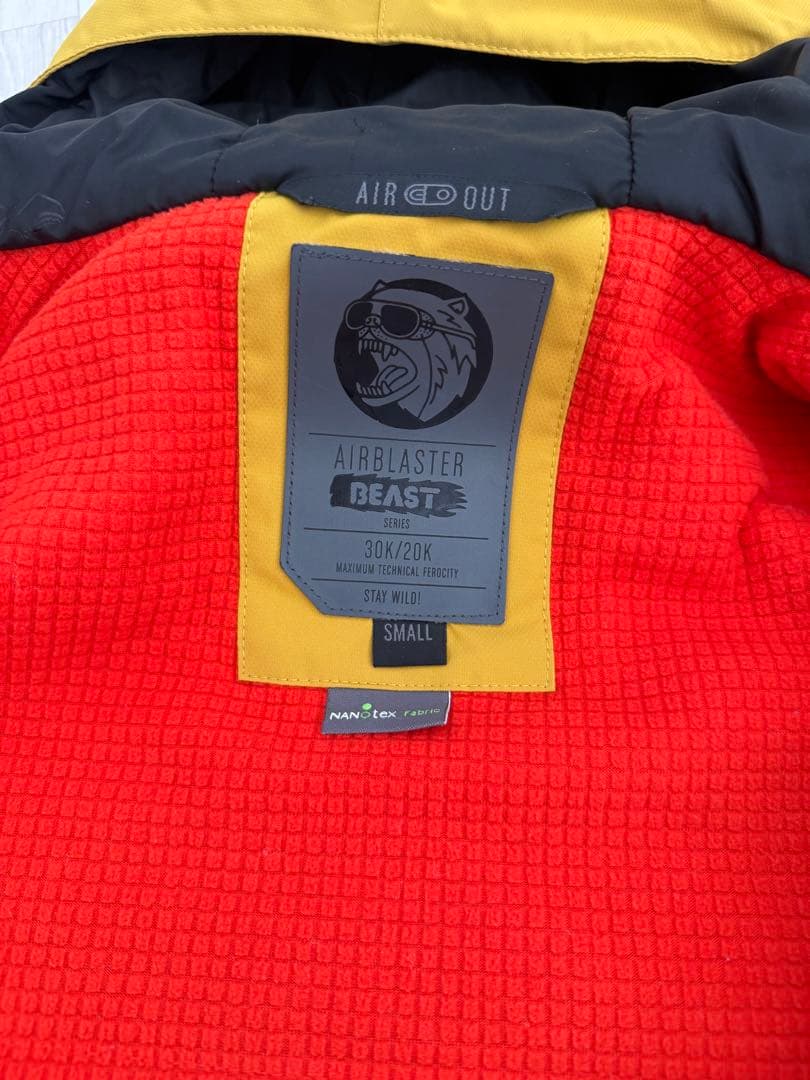 AIR OUT
AIRBLASTER
BEAST
SERIES
30K/20K
MAXIMUM TECHNICAL FEROCITY
STAY WILD!
SMALL
NANOtex Fabric